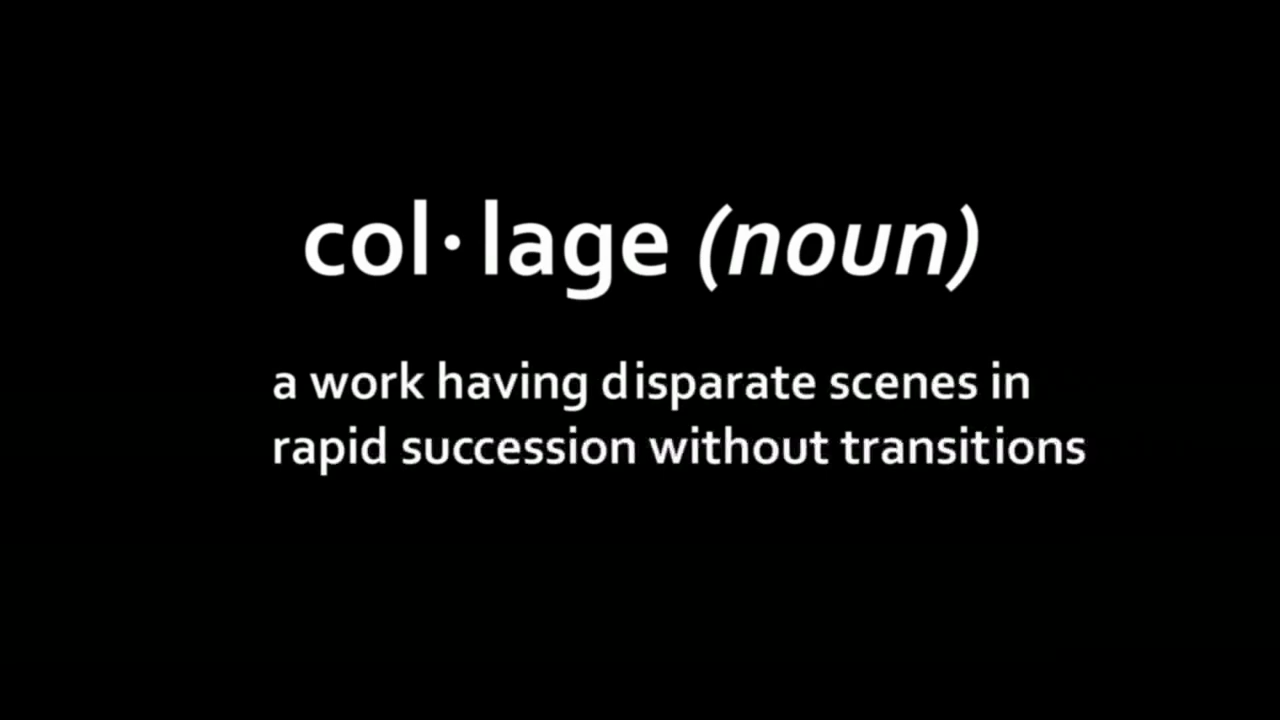 col·lage (noun)
a work having disparate scenes in
rapid succession without transitions